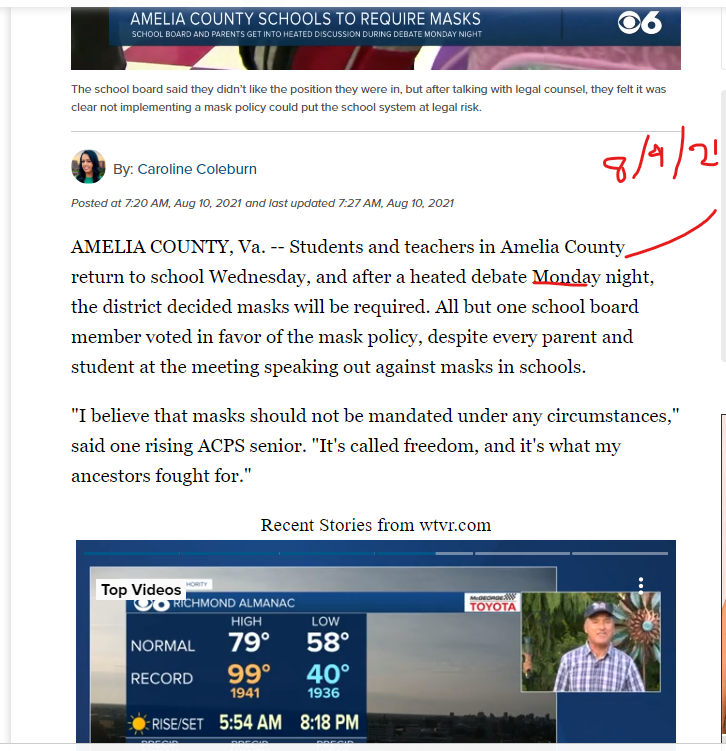 AMELIA COUNTY SCHOOLS TO REQUIRE MASKS
6
SCHOOL BOARD AND PARENTS GET INTO HEATED DISCUSSION DURING DEBATE MONDAY NIGHT
The school board said they didn't like the position they were in, but after talking with legal counsel, they felt it was
clear not implementing a mask policy could put the school system at legal risk.
By: Caroline Coleburn
Posted at 7:20 AM, Aug 10, 2021 and last updated 7:27 AM, Aug 10, 2021
AMELIA COUNTY, Va. -- Students and teachers in Amelia County
return to school Wednesday, and after a heated debate Monday night,
the district decided masks will be required. All but one school board
member voted in favor of the mask policy, despite every parent and
student at the meeting speaking out against masks in schools.
"I believe that masks should not be mandated under any circumstances,"
said one rising ACPS senior. "It's called freedom, and it's what my
ancestors fought for."
Recent Stories from wtvr.com
Top Videos
RICHMOND ALMANAC
McGEORGE
TOYOTA
HIGH LOW
NORMAL 79° 58°
RECORD 99° 40°
1941 1936
RISE/SET 5:54 AM 8:18 PM